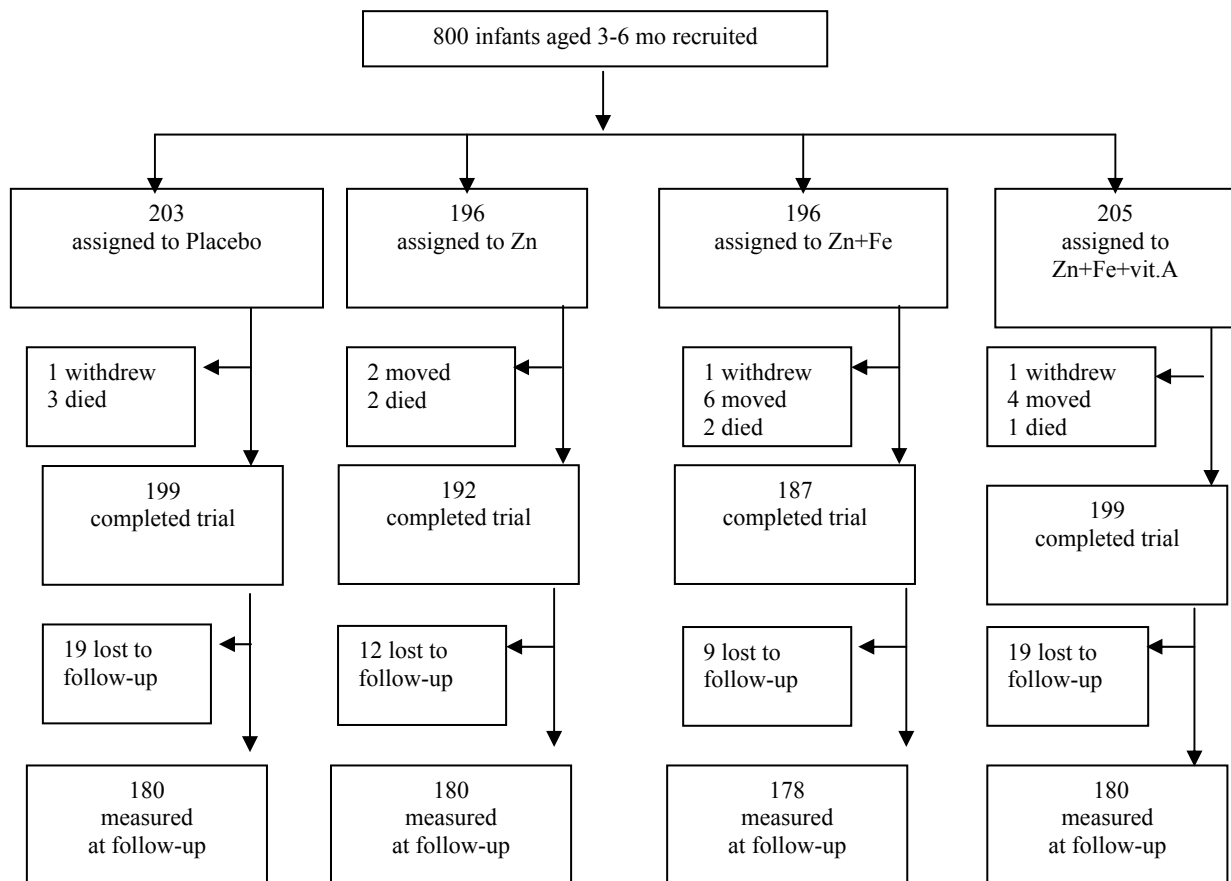 800 infants aged 3-6 mo recruited
203
assigned to Placebo
196
assigned to Zn
196
assigned to Zn+Fe
205
assigned to
Zn+Fe+vit.A
1 withdrew
3 died
2 moved
2 died
1 withdrew
6 moved
2 died
1 withdrew
4 moved
1 died
199
completed trial
192
completed trial
187
completed trial
199
completed trial
19 lost to
follow-up
12 lost to
follow-up
9 lost to
follow-up
19 lost to
follow-up
180
measured
at follow-up
180
measured
at follow-up
178
measured
at follow-up
180
measured
at follow-up